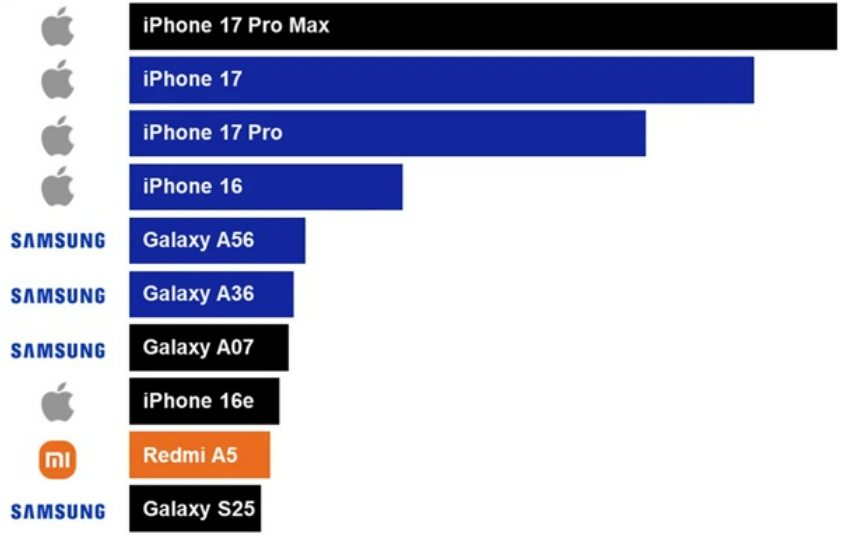 iPhone 17 Pro Max
iPhone 17
iPhone 17 Pro
iPhone 16
SAMSUNG Galaxy A56
SAMSUNG Galaxy A36
SAMSUNG Galaxy A07
iPhone 16e
mi Redmi A5
SAMSUNG Galaxy S25